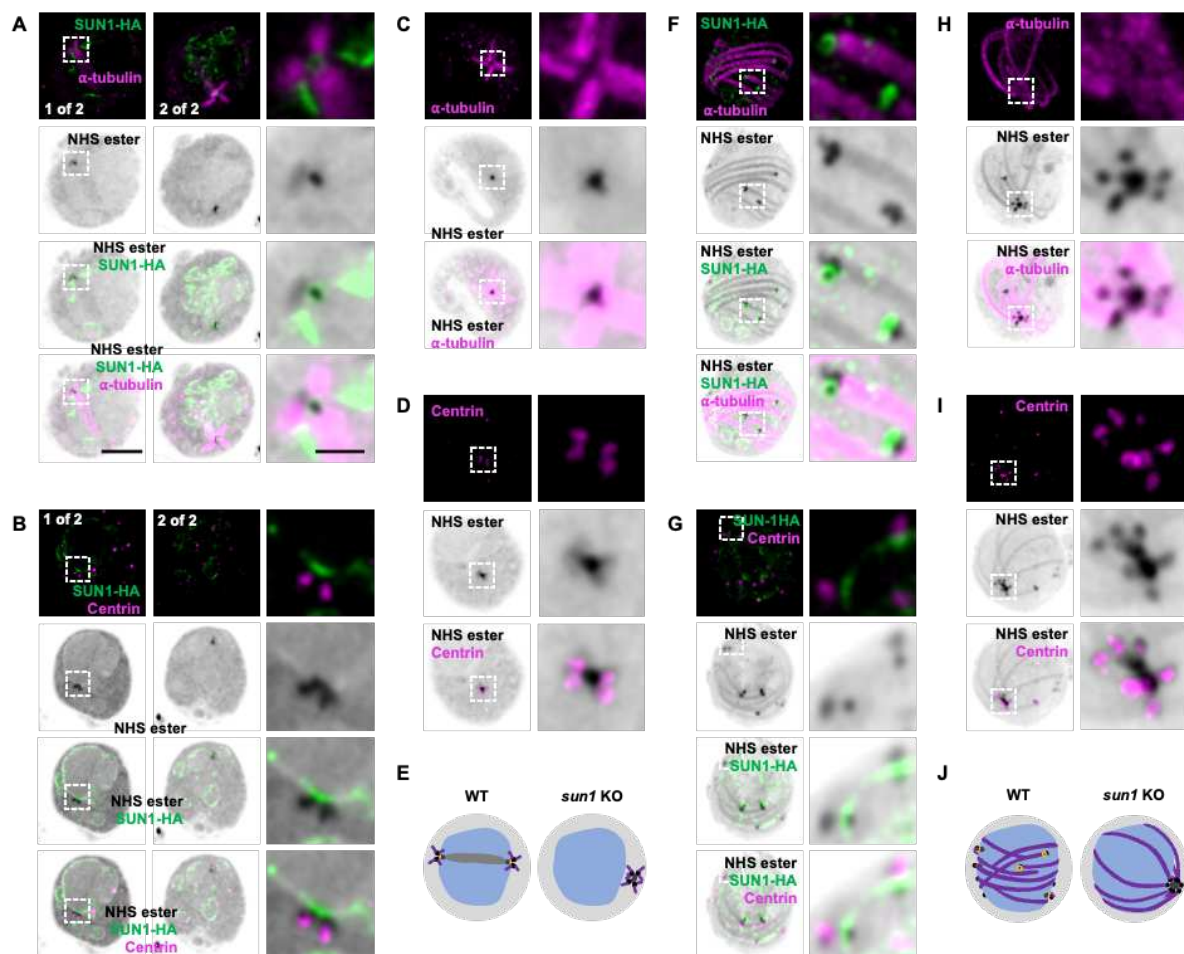 A
SUN1-HA
α-tubulin
1 of 2
2 of 2
NHS ester
NHS ester
SUN1-HA
NHS ester
SUN1-HA
α-tubulin
B
1 of 2
2 of 2
SUN1-HA
Centrin
NHS ester
NHS ester
SUN1-HA
NHS ester
SUN1-HA
Centrin
C
α-tubulin
NHS ester
NHS ester
α-tubulin
D
Centrin
NHS ester
NHS ester
Centrin
E
WT
sun1 KO
F
SUN1-HA
α-tubulin
NHS ester
NHS ester
SUN1-HA
NHS ester
SUN1-HA
α-tubulin
G
SUN-1HA
Centrin
NHS ester
NHS ester
SUN1-HA
NHS ester
SUN1-HA
Centrin
H
α-tubulin
NHS ester
NHS ester
α-tubulin
I
Centrin
NHS ester
NHS ester
Centrin
J
WT
sun1 KO